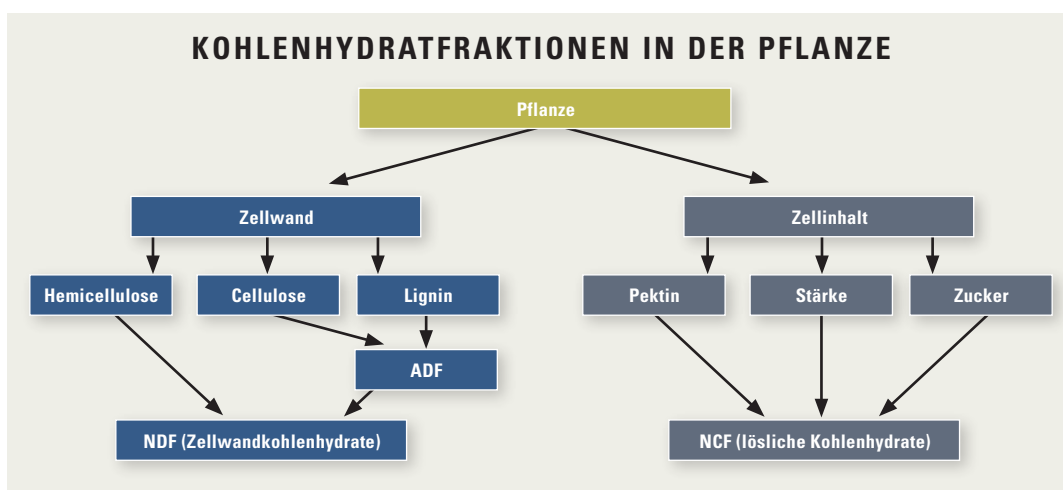 KOHLENHYDRATFRAKTIONEN IN DER PFLANZE
Pflanze
Zellwand
Zellinhalt
Hemicellulose
Cellulose
Lignin
Pektin
Stärke
Zucker
ADF
NDF (Zellwandkohlenhydrate)
NCF (lösliche Kohlenhydrate)